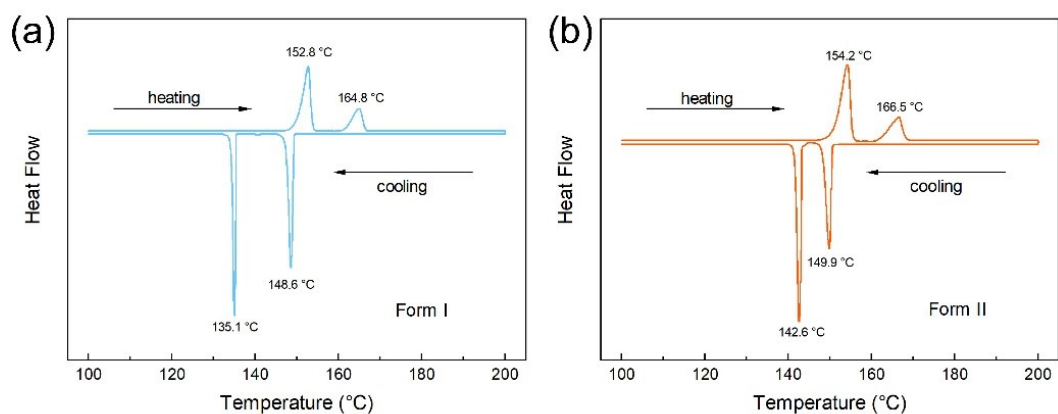 (a)
152.8 °C
164.8 °C
heating
cooling
148.6 °C
135.1 °C
Form I
Heat Flow
100 120 140 160 180 200
Temperature (°C)
(b)
154.2 °C
166.5 °C
heating
cooling
149.9 °C
142.6 °C
Form II
Heat Flow
100 120 140 160 180 200
Temperature (°C)